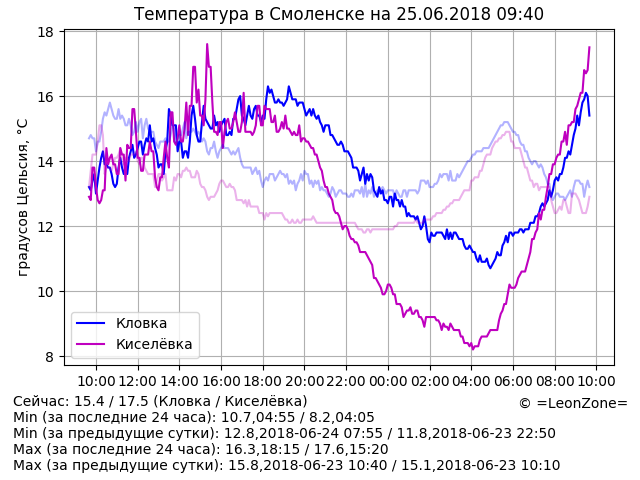 Температура в Смоленске на 25.06.2018 09:40
18
16
14
12
10
8
градусов Цельсия, °C
Кловка
Киселёвка
10:00 12:00 14:00 16:00 18:00 20:00 22:00 00:00 02:00 04:00 06:00 08:00 10:00
Сейчас: 15.4 / 17.5 (Кловка / Киселёвка)
© =LeonZone=
Min (за последние 24 часа): 10.7,04:55 / 8.2,04:05
Min (за предыдущие сутки): 12.8,2018-06-24 07:55 / 11.8,2018-06-23 22:50
Max (за последние 24 часа): 16.3,18:15 / 17.6,15:20
Max (за предыдущие сутки): 15.8,2018-06-23 10:40 / 15.1,2018-06-23 10:10